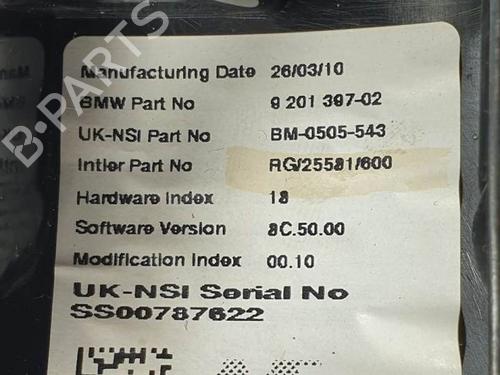 Manufacturing Date 26/03/10
BMW Part No 9 201 397-02
UK-NSI Part No BM-0505-543
Intier Part No RG/25581/600
Hardware Index 18
Software Version 8C.50.00
Modification Index 00.10
UK-NSI Serial No
SS00787622
B-PARTS